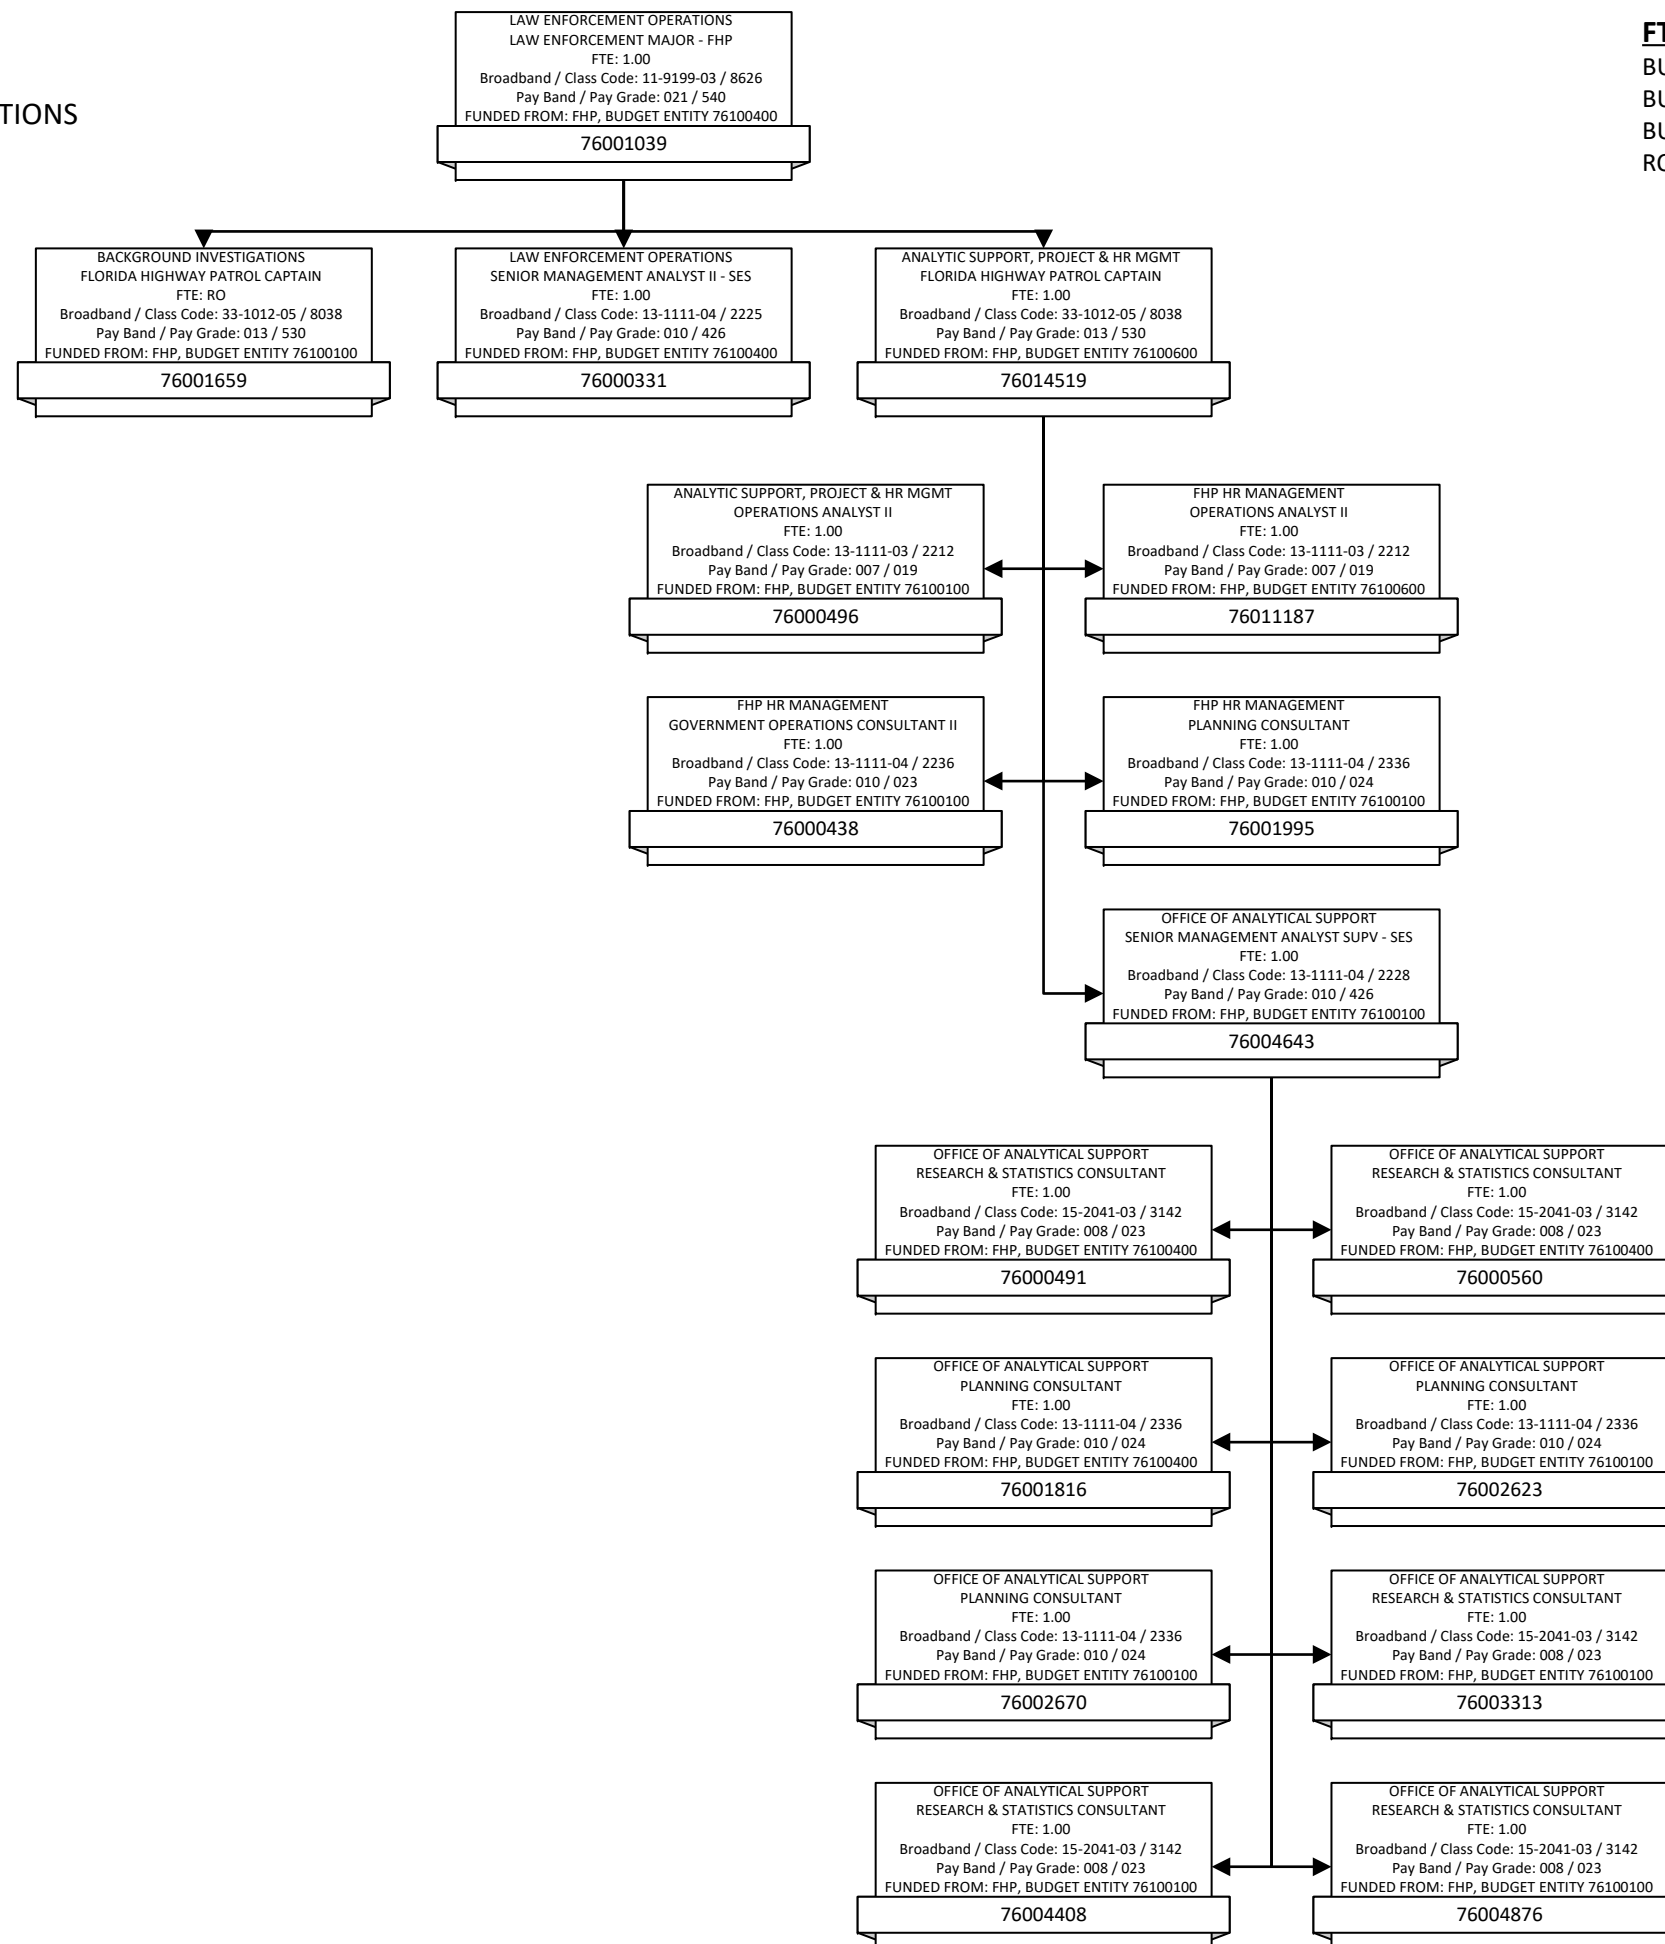 LAW ENFORCEMENT OPERATIONS
LAW ENFORCEMENT MAJOR - FHP
FTE: 1.00
Broadband / Class Code: 11-9199-03 / 8626
Pay Band / Pay Grade: 021 / 540
FUNDED FROM: FHP, BUDGET ENTITY 76100400
76001039
TIONS
FT
BU
BU
BU
RO
BACKGROUND INVESTIGATIONS
FLORIDA HIGHWAY PATROL CAPTAIN
FTE: RO
Broadband / Class Code: 33-1012-05 / 8038
Pay Band / Pay Grade: 013 / 530
FUNDED FROM: FHP, BUDGET ENTITY 76100100
76001659
LAW ENFORCEMENT OPERATIONS
SENIOR MANAGEMENT ANALYST II - SES
FTE: 1.00
Broadband / Class Code: 13-1111-04 / 2225
Pay Band / Pay Grade: 010 / 426
FUNDED FROM: FHP, BUDGET ENTITY 76100400
76000331
ANALYTIC SUPPORT, PROJECT & HR MGMT
FLORIDA HIGHWAY PATROL CAPTAIN
FTE: 1.00
Broadband / Class Code: 33-1012-05 / 8038
Pay Band / Pay Grade: 013 / 530
FUNDED FROM: FHP, BUDGET ENTITY 76100600
76014519
ANALYTIC SUPPORT, PROJECT & HR MGMT
OPERATIONS ANALYST II
FTE: 1.00
Broadband / Class Code: 13-1111-03 / 2212
Pay Band / Pay Grade: 007 / 019
FUNDED FROM: FHP, BUDGET ENTITY 76100100
76000496
FHP HR MANAGEMENT
OPERATIONS ANALYST II
FTE: 1.00
Broadband / Class Code: 13-1111-03 / 2212
Pay Band / Pay Grade: 007 / 019
FUNDED FROM: FHP, BUDGET ENTITY 76100600
76011187
FHP HR MANAGEMENT
GOVERNMENT OPERATIONS CONSULTANT II
FTE: 1.00
Broadband / Class Code: 13-1111-04 / 2236
Pay Band / Pay Grade: 010 / 023
FUNDED FROM: FHP, BUDGET ENTITY 76100100
76000438
FHP HR MANAGEMENT
PLANNING CONSULTANT
FTE: 1.00
Broadband / Class Code: 13-1111-04 / 2336
Pay Band / Pay Grade: 010 / 024
FUNDED FROM: FHP, BUDGET ENTITY 76100100
76001995
OFFICE OF ANALYTICAL SUPPORT
SENIOR MANAGEMENT ANALYST SUPV - SES
FTE: 1.00
Broadband / Class Code: 13-1111-04 / 2228
Pay Band / Pay Grade: 010 / 426
FUNDED FROM: FHP, BUDGET ENTITY 76100100
76004643
OFFICE OF ANALYTICAL SUPPORT
RESEARCH & STATISTICS CONSULTANT
FTE: 1.00
Broadband / Class Code: 15-2041-03 / 3142
Pay Band / Pay Grade: 008 / 023
FUNDED FROM: FHP, BUDGET ENTITY 76100400
76000491
OFFICE OF ANALYTICAL SUPPORT
RESEARCH & STATISTICS CONSULTANT
FTE: 1.00
Broadband / Class Code: 15-2041-03 / 3142
Pay Band / Pay Grade: 008 / 023
FUNDED FROM: FHP, BUDGET ENTITY 76100400
76000560
OFFICE OF ANALYTICAL SUPPORT
PLANNING CONSULTANT
FTE: 1.00
Broadband / Class Code: 13-1111-04 / 2336
Pay Band / Pay Grade: 010 / 024
FUNDED FROM: FHP, BUDGET ENTITY 76100400
76001816
OFFICE OF ANALYTICAL SUPPORT
PLANNING CONSULTANT
FTE: 1.00
Broadband / Class Code: 13-1111-04 / 2336
Pay Band / Pay Grade: 010 / 024
FUNDED FROM: FHP, BUDGET ENTITY 76100100
76002623
OFFICE OF ANALYTICAL SUPPORT
PLANNING CONSULTANT
FTE: 1.00
Broadband / Class Code: 13-1111-04 / 2336
Pay Band / Pay Grade: 010 / 024
FUNDED FROM: FHP, BUDGET ENTITY 76100100
76002670
OFFICE OF ANALYTICAL SUPPORT
RESEARCH & STATISTICS CONSULTANT
FTE: 1.00
Broadband / Class Code: 15-2041-03 / 3142
Pay Band / Pay Grade: 008 / 023
FUNDED FROM: FHP, BUDGET ENTITY 76100100
76003313
OFFICE OF ANALYTICAL SUPPORT
RESEARCH & STATISTICS CONSULTANT
FTE: 1.00
Broadband / Class Code: 15-2041-03 / 3142
Pay Band / Pay Grade: 008 / 023
FUNDED FROM: FHP, BUDGET ENTITY 76100100
76004408
OFFICE OF ANALYTICAL SUPPORT
RESEARCH & STATISTICS CONSULTANT
FTE: 1.00
Broadband / Class Code: 15-2041-03 / 3142
Pay Band / Pay Grade: 008 / 023
FUNDED FROM: FHP, BUDGET ENTITY 76100100
76004876